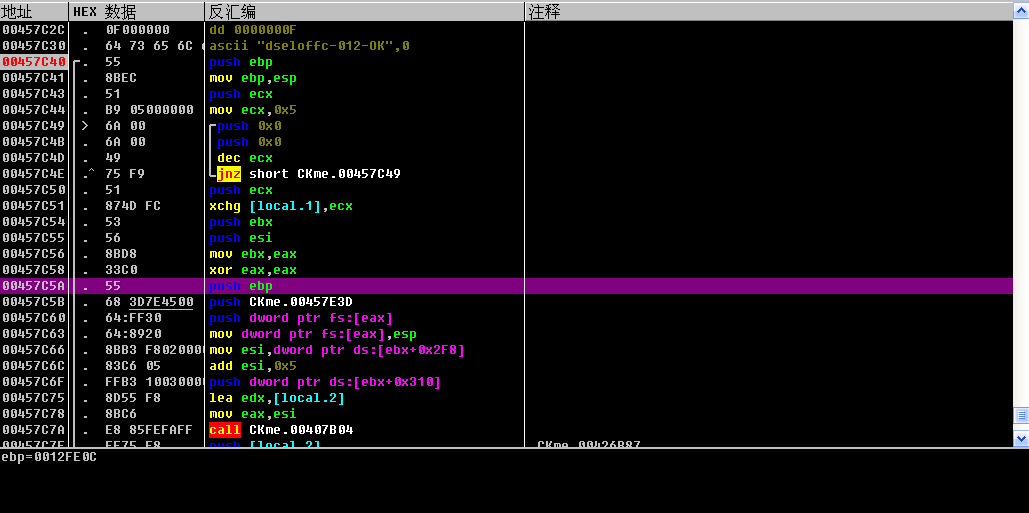 地址 HEX 数据 反汇编 注释
00457C2C . 0F000000 dd 0000000F
00457C30 . 64 73 65 6C ascii "dseloffc-012-OK",0
00457C40 . 55 push ebp
00457C41 . 8BEC mov ebp,esp
00457C43 . 51 push ecx
00457C44 . B9 05000000 mov ecx,0x5
00457C49 > 6A 00 push 0x0
00457C4B . 6A 00 push 0x0
00457C4D . 49 dec ecx
00457C4E .^ 75 F9 jnz short CKme.00457C49
00457C50 . 51 push ecx
00457C51 . 874D FC xchg [local.1],ecx
00457C54 . 53 push ebx
00457C55 . 56 push esi
00457C56 . 8BD8 mov ebx,eax
00457C58 . 33C0 xor eax,eax
00457C5A . 55 push ebp
00457C5B . 68 3D7E4500 push CKme.00457E3D
00457C60 . 64:FF30 push dword ptr fs:[eax]
00457C63 . 64:8920 mov dword ptr fs:[eax],esp
00457C66 . 8BB3 F8020000 mov esi,dword ptr ds:[ebx+0x2F8]
00457C6C . 83C6 05 add esi,0x5
00457C6F . FFB3 10030000 push dword ptr ds:[ebx+0x310]
00457C75 . 8D55 F8 lea edx,[local.2]
00457C78 . 8BC6 mov eax,esi
00457C7A . E8 85FEFAFF call CKme.00407B04
00457C7F . FF75 F8 push [local.2] CKme.00426B87
ebp=0012FE0C